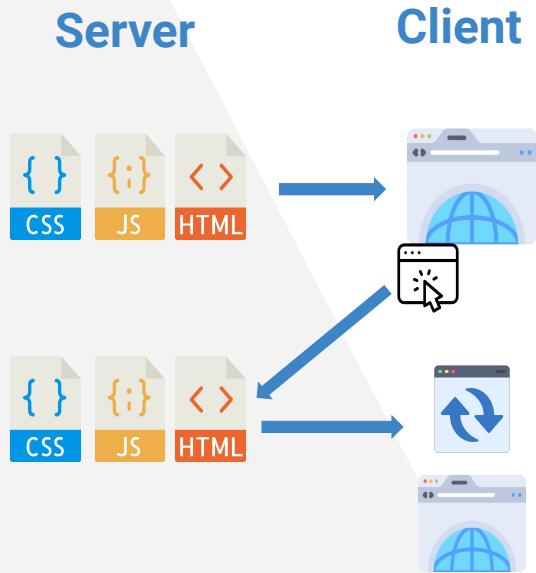 Server
Client
{ } {;} < >
CSS JS HTML
{ } {;} < >
CSS JS HTML